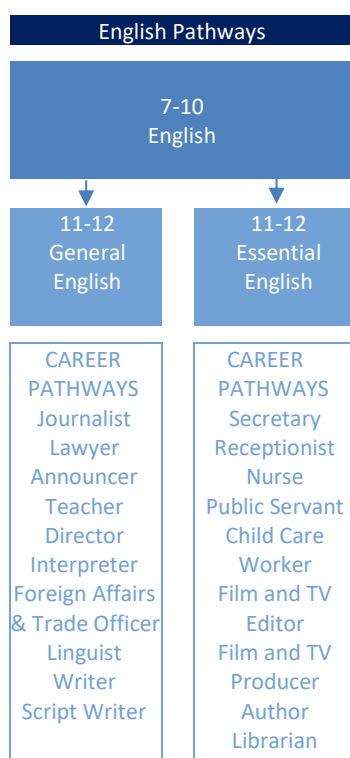 English Pathways
7-10
English
11-12
General
English
11-12
Essential
English
CAREER
PATHWAYS
Journalist
Lawyer
Announcer
Teacher
Director
Interpreter
Foreign Affairs
& Trade Officer
Linguist
Writer
Script Writer
CAREER
PATHWAYS
Secretary
Receptionist
Nurse
Public Servant
Child Care
Worker
Film and TV
Editor
Film and TV
Producer
Author
Librarian